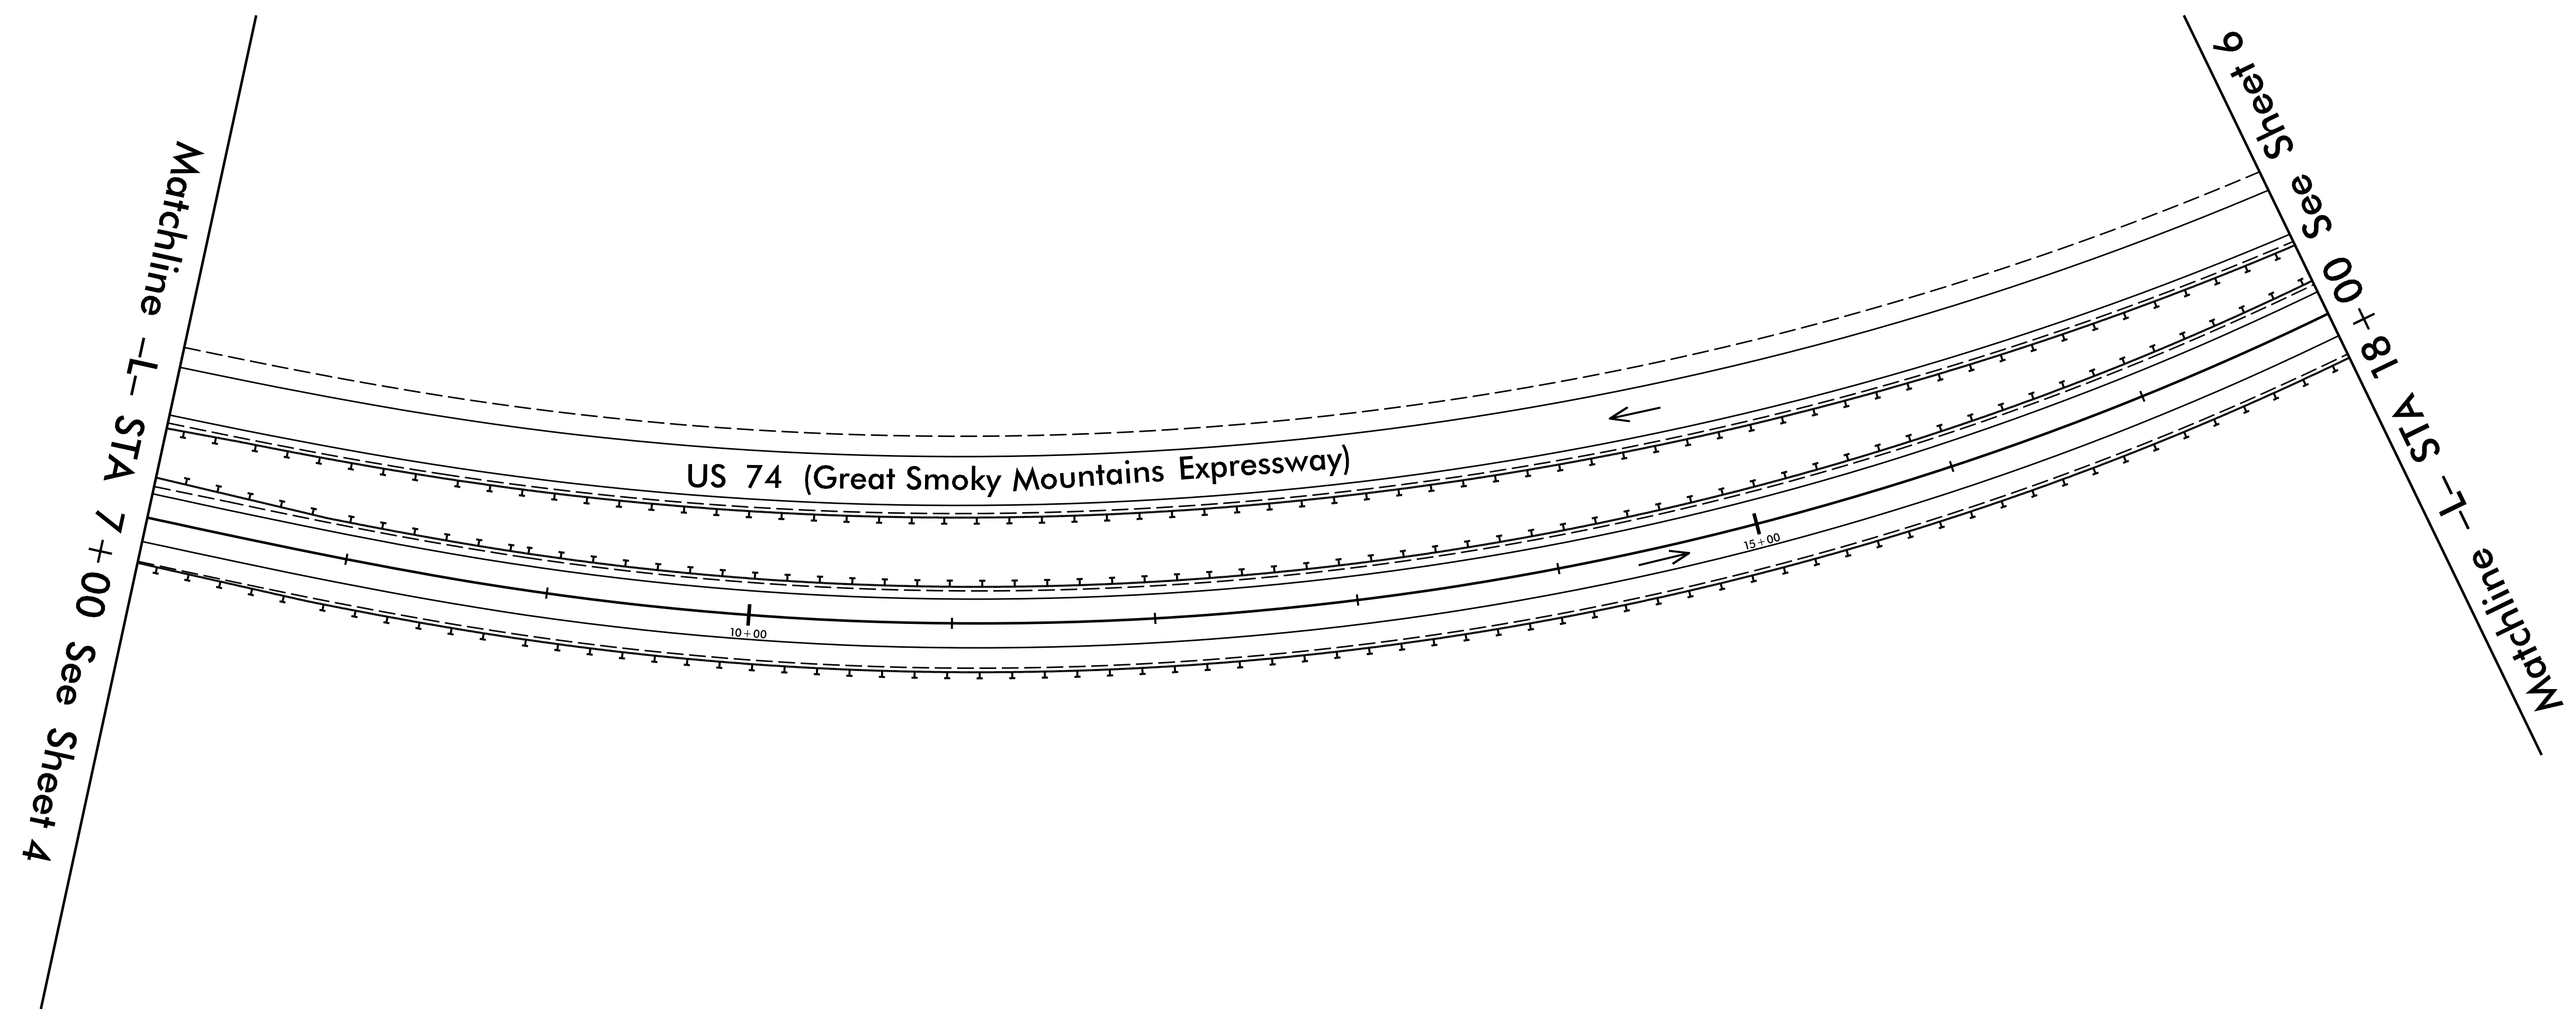 Matchline -L- STA 7+00 See Sheet 4
US 74 (Great Smoky Mountains Expressway)
10+00
15+00
Matchline -L- STA 18+00 See Sheet 6